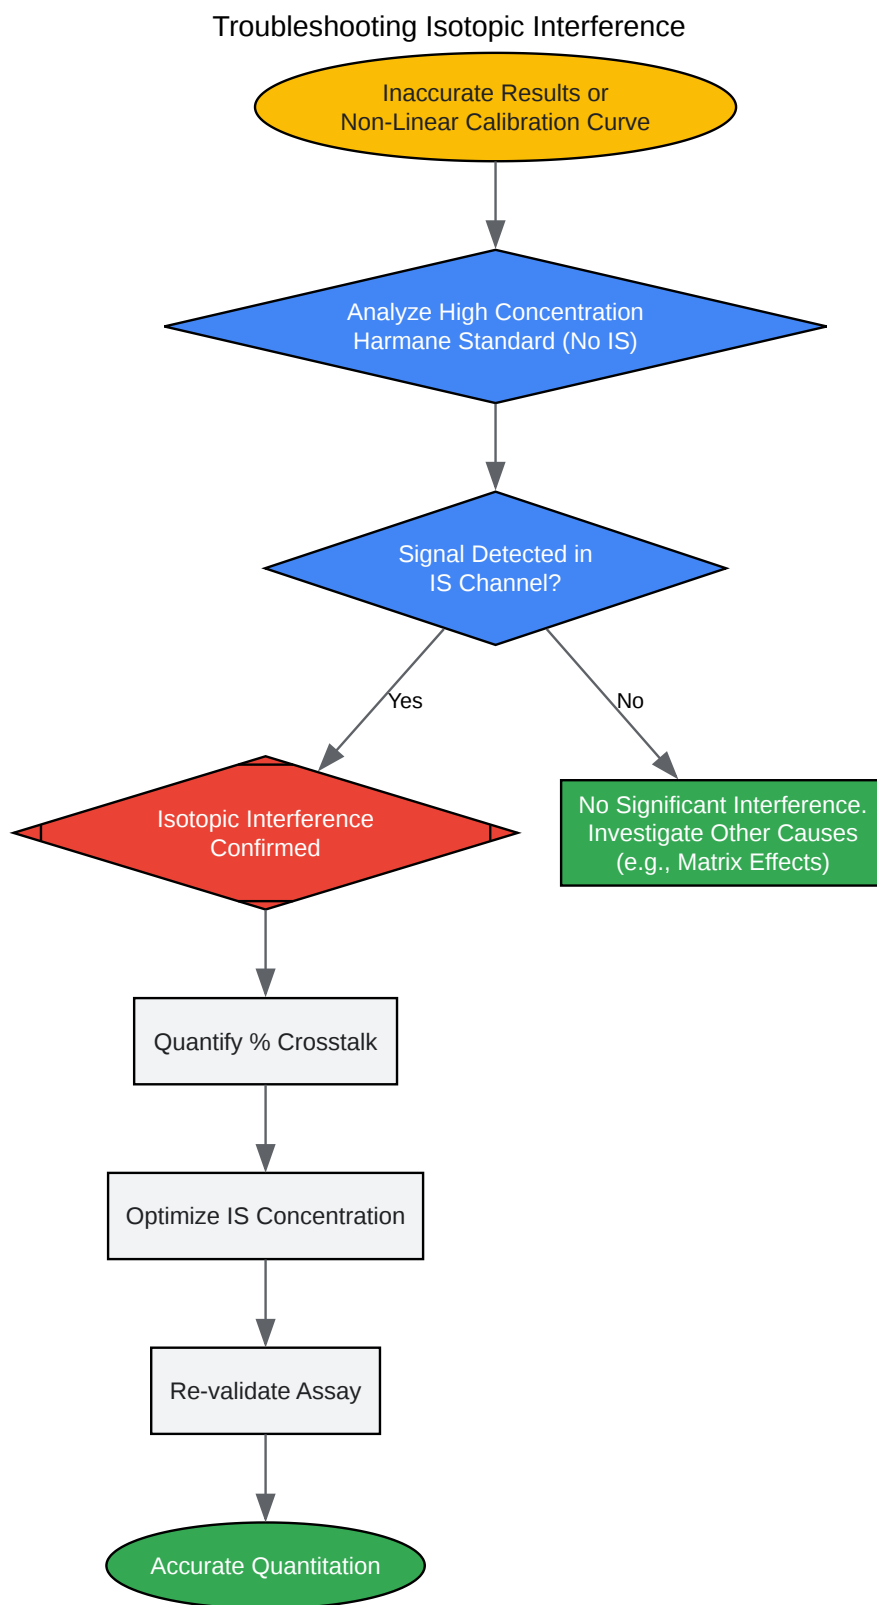 Troubleshooting Isotopic Interference
Inaccurate Results or
Non-Linear Calibration Curve
Analyze High Concentration
Harmane Standard (No IS)
Signal Detected in
IS Channel?
Yes
No
Isotopic Interference
Confirmed
No Significant Interference.
Investigate Other Causes
(e.g., Matrix Effects)
Quantify % Crosstalk
Optimize IS Concentration
Re-validate Assay
Accurate Quantitation